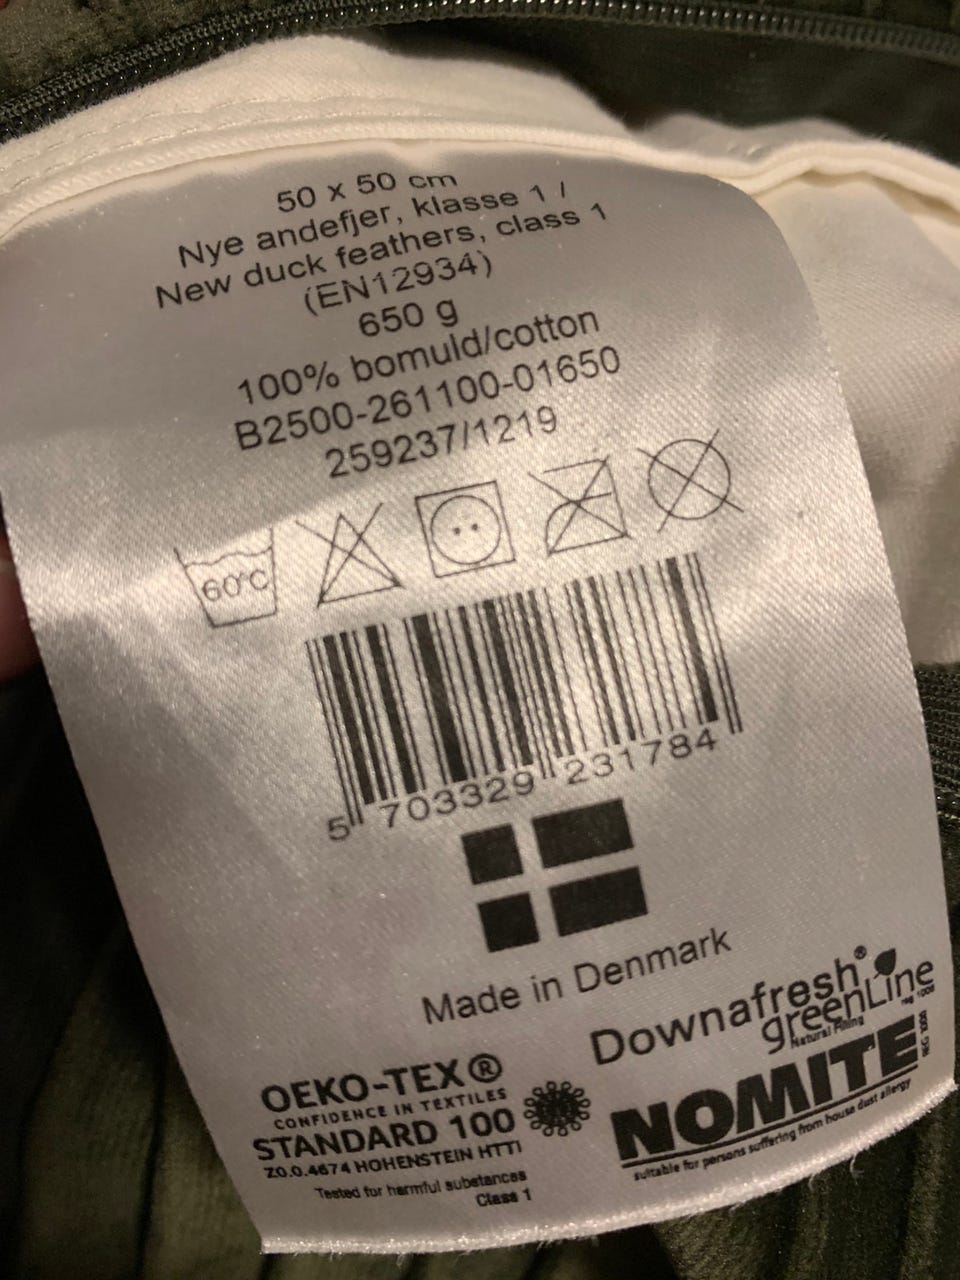 50 x 50 cm
Nye andefjer, klasse 1 /
New duck feathers, class 1
(EN12934)
650 g
100% bomuld/cotton
B2500-261100-01650
259237/1219
60°C
5 703329 231784
Made in Denmark
Downafresh®
greenLine
Natural Filling
reg 1008
OEKO-TEX®
CONFIDENCE IN TEXTILES
STANDARD 100
Z0.0.4674 HOHENSTEIN HTTI
Tested for harmful substances
Class 1
NOMITE
suitable for persons suffering from house dust allergy